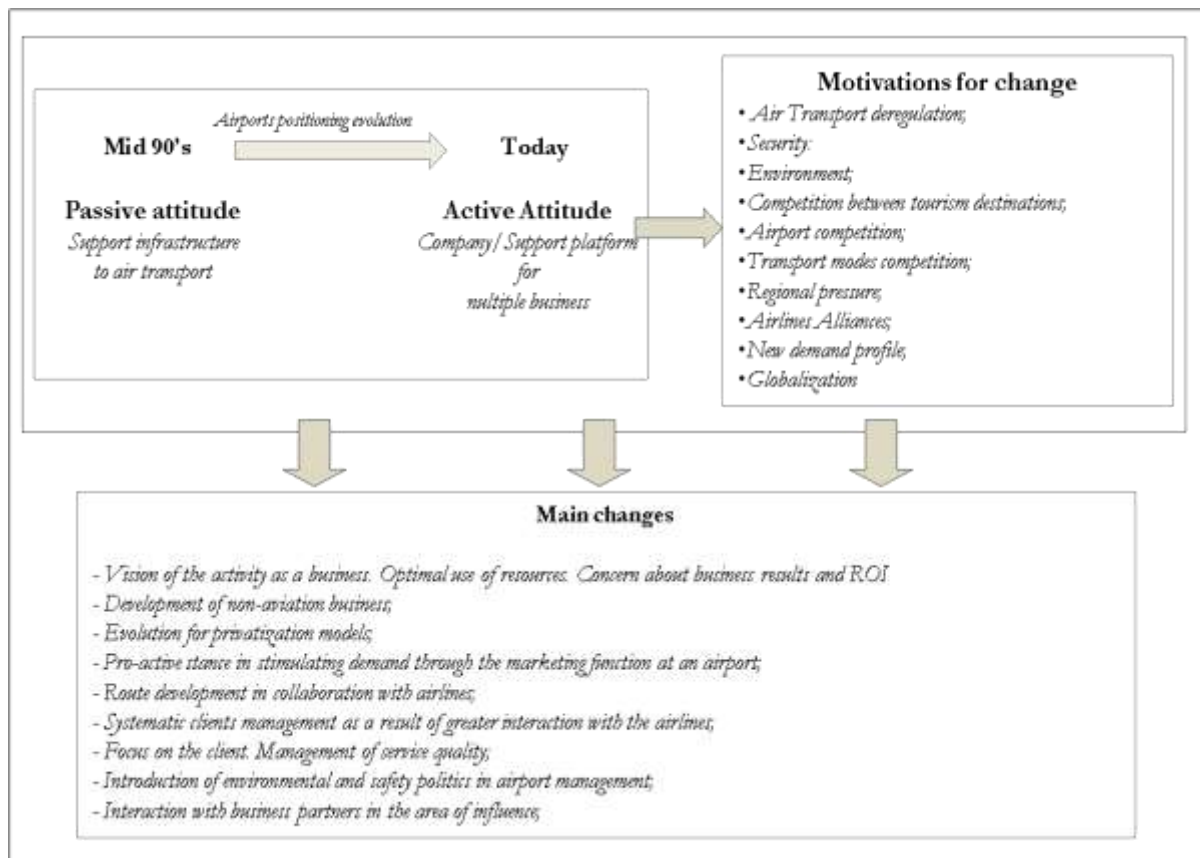 Airports positioning evolution
Mid 90's
Today
Passive attitude
Support infrastructure
to air transport
Active Attitude
Company/ Support platform
for
multiple business
Motivations for change
• Air Transport deregulation;
• Security:
• Environment;
• Competition between tourism destinations;
• Airport competition;
• Transport modes competition;
• Regional pressure;
• Airlines Alliances;
• New demand profile;
• Globalization
Main changes
- Vision of the activity as a business. Optimal use of resources. Concern about business results and ROI
- Development of non-aviation business;
- Evolution for privatization models;
- Pro-active stance in stimulating demand through the marketing function at an airport;
- Route development in collaboration with airlines;
- Systematic clients management as a result of greater interaction with the airlines;
- Focus on the client. Management of service quality;
- Introduction of environmental and safety politics in airport management;
- Interaction with business partners in the area of influence;